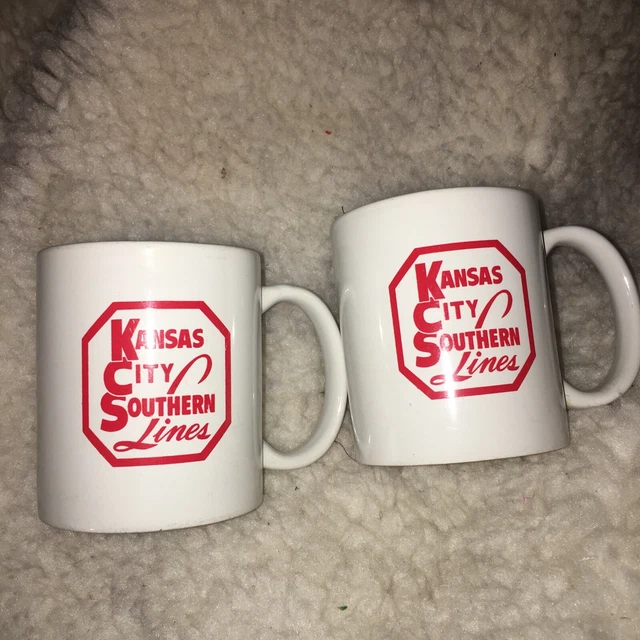 KANSAS
CITY
SOUTHERN
Lines
KANSAS
CITY
SOUTHERN
Lines